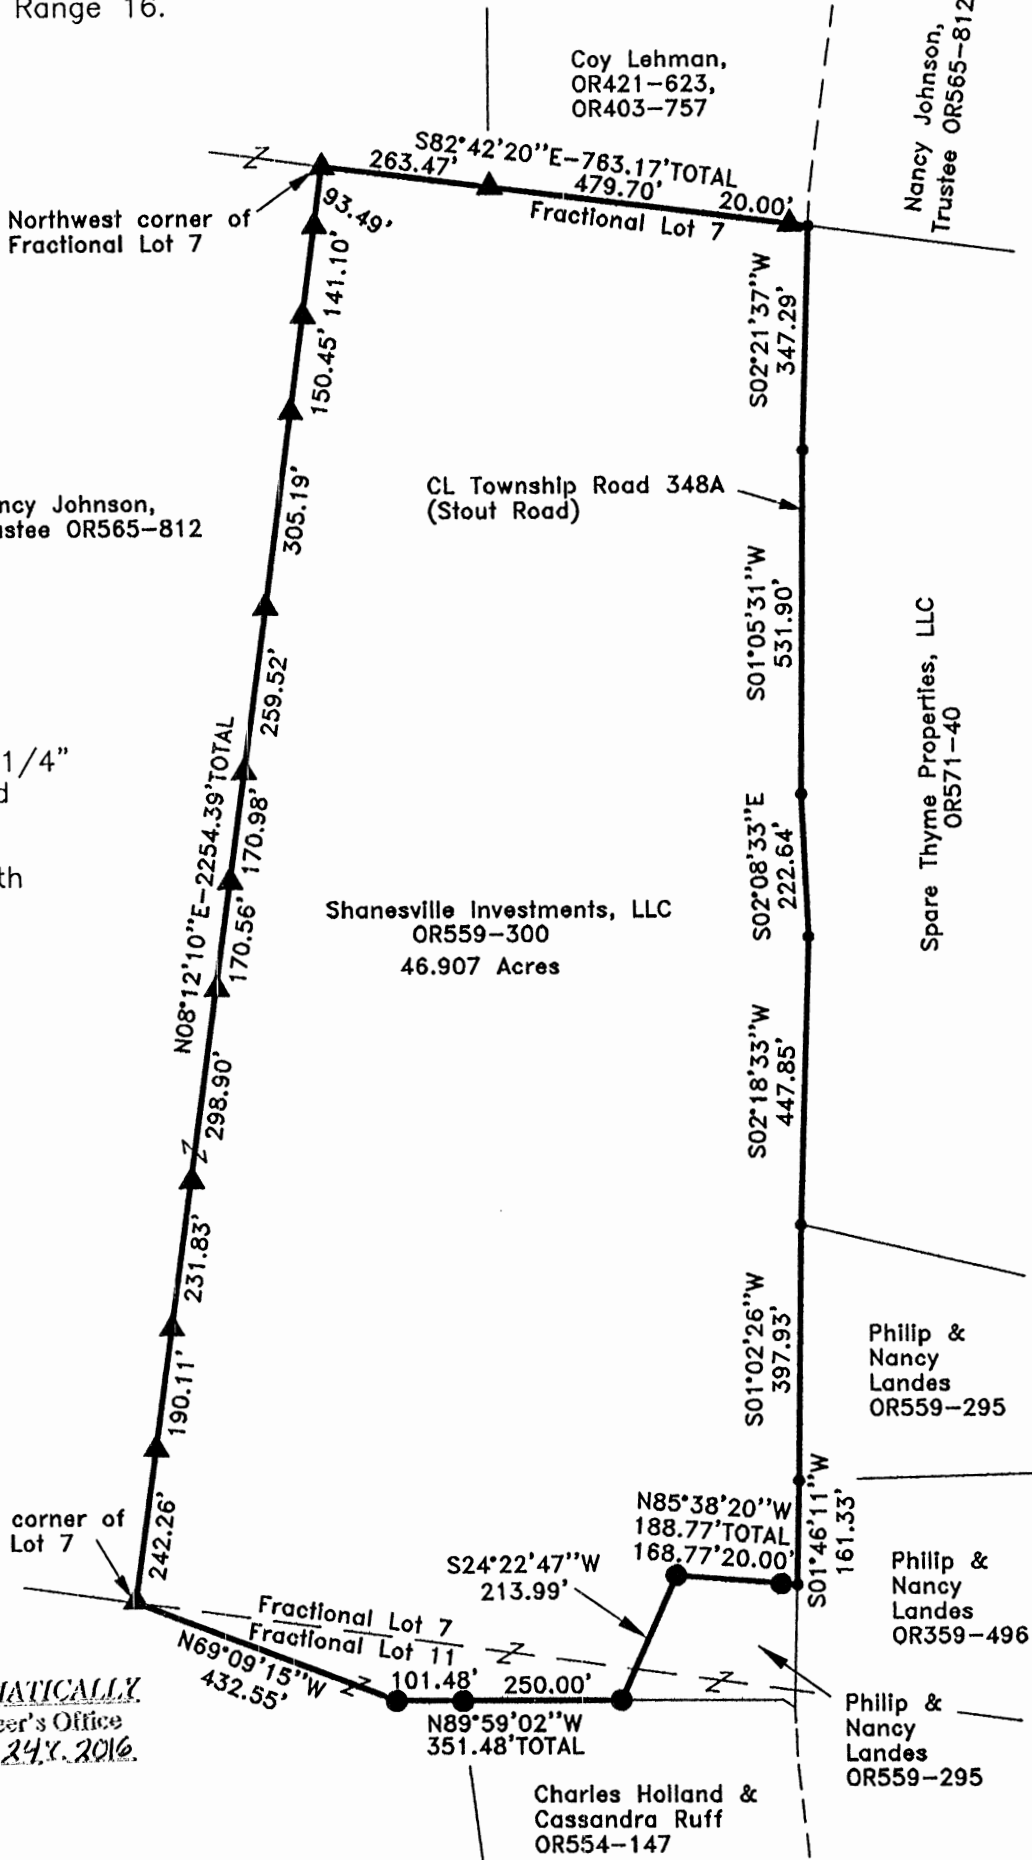 Range 16.
Coy Lehman,
OR421-623,
OR403-757
Nancy Johnson,
Trustee OR565-812
S82°42'20"E-763.17'TOTAL
263.47'
479.70'
20.00'
Fractional Lot 7
Northwest corner of
Fractional Lot 7
93.49'
141.10'
150.45'
S02°21'37"W
347.29'
305.19'
CL Township Road 348A
(Stout Road)
ncy Johnson,
ustee OR565-812
S01°05'31"W
531.90'
259.52'
Spare Thyme Properties, LLC
OR571-40
N08°12'10"E-2254.39'TOTAL
1/4"
d
170.98'
S02°08'33"E
222.64'
th
170.56'
Shanesville Investments, LLC
OR559-300
46.907 Acres
298.90'
S02°18'33"W
447.85'
231.83'
S01°02'26"W
397.93'
Philip &
Nancy
Landes
OR559-295
190.11'
S01°46'11"W
161.33'
N85°38'20"W
188.77'TOTAL
168.77'
20.00'
corner of
Lot 7
242.26'
S24°22'47"W
213.99'
Philip &
Nancy
Landes
OR359-496
Fractional Lot 7
Fractional Lot 11
N69°09'15"W
432.55'
101.48'
250.00'
N89°59'02"W
351.48'TOTAL
Philip &
Nancy
Landes
OR559-295
MATICALLY
eer's Office
2016
Charles Holland &
Cassandra Ruff
OR554-147